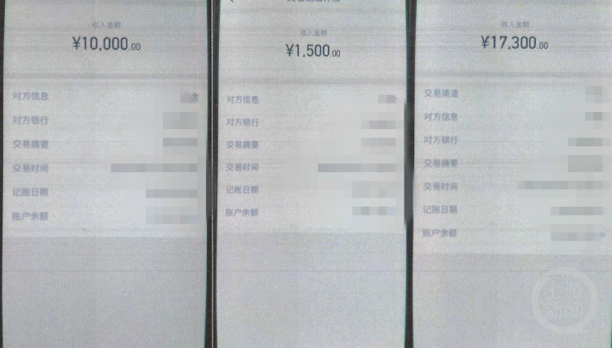 收入金额
¥10,000.00
对方信息
对方银行
交易摘要
交易时间
记账日期
账户余额
收入金额
¥1,500.00
对方信息
对方银行
交易摘要
交易时间
记账日期
账户余额
收入金额
¥17,300.00
交易渠道
对方信息
对方银行
交易摘要
交易时间
记账日期
账户余额